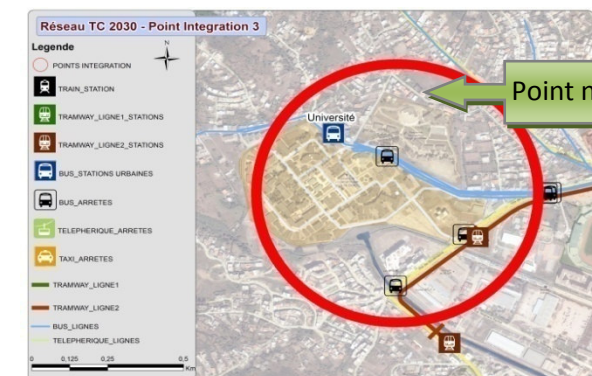 Réseau TC 2030 - Point Integration 3
Legende
N
POINTS INTEGRATION
TRAIN_STATION
TRAMWAY_LIGNE1_STATIONS
TRAMWAY_LIGNE2_STATIONS
BUS_STATIONS URBAINES
BUS_ARRETES
TELEPHERIQUE_ARRETES
TAXI_ARRETES
TRAMWAY_LIGNE1
TRAMWAY_LIGNE2
BUS_LIGNES
TELEPHERIQUE_LIGNES
0 0,125 0,25 0,5
Km
Université
Point n